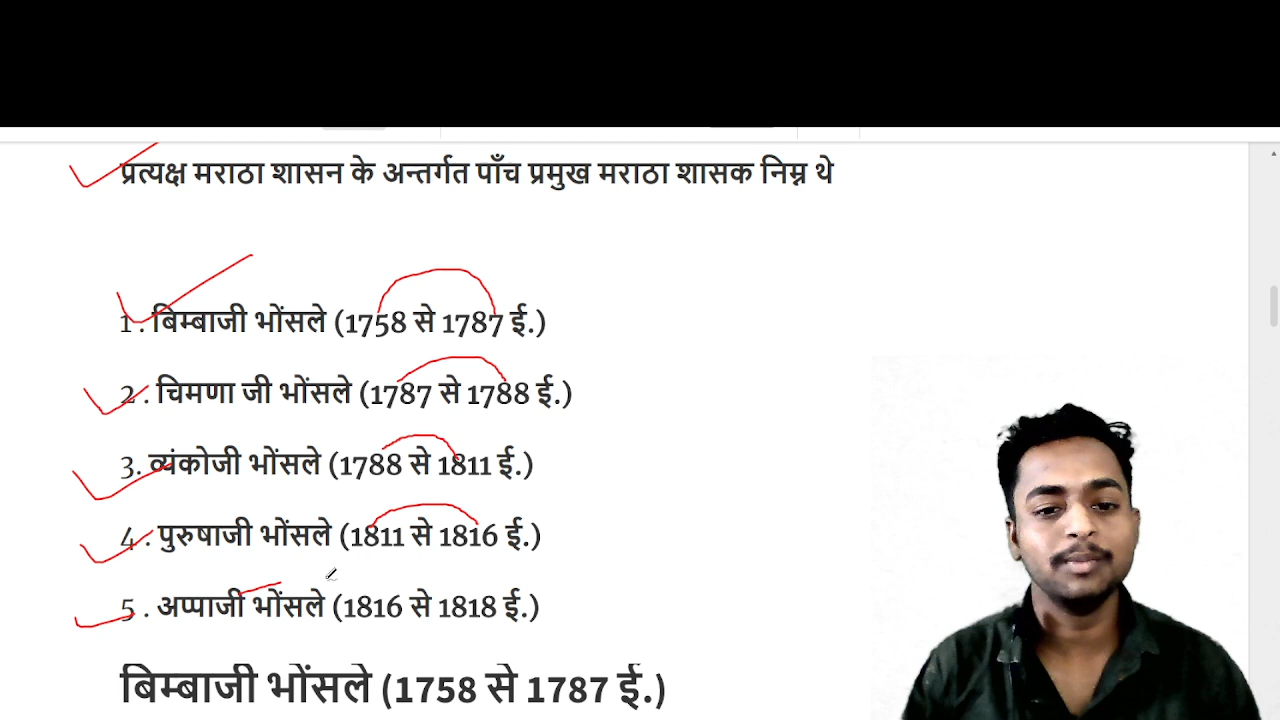 प्रत्यक्ष मराठा शासन के अन्तर्गत पाँच प्रमुख मराठा शासक निम्न थे
1 . बिम्बाजी भोंसले (1758 से 1787 ई.)
2 . चिमणा जी भोंसले (1787 से 1788 ई.)
3. व्यंकोजी भोंसले (1788 से 1811 ई.)
4 . पुरुषाजी भोंसले (1811 से 1816 ई.)
5 . अप्पाजी भोंसले (1816 से 1818 ई.)
बिम्बाजी भोंसले (1758 से 1787 ई.)